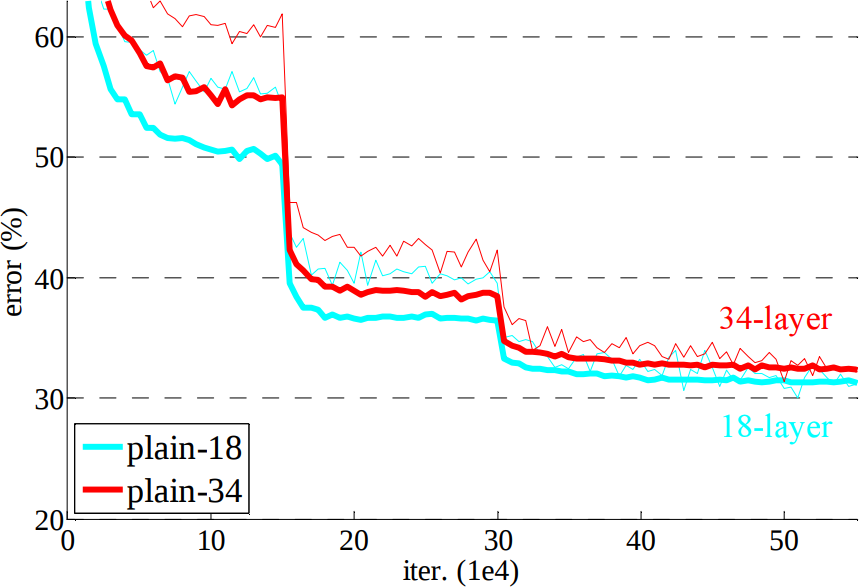 60
50
40
30
20
error (%)
34-layer
18-layer
plain-18
plain-34
0 10 20 30 40 50
iter. (1e4)